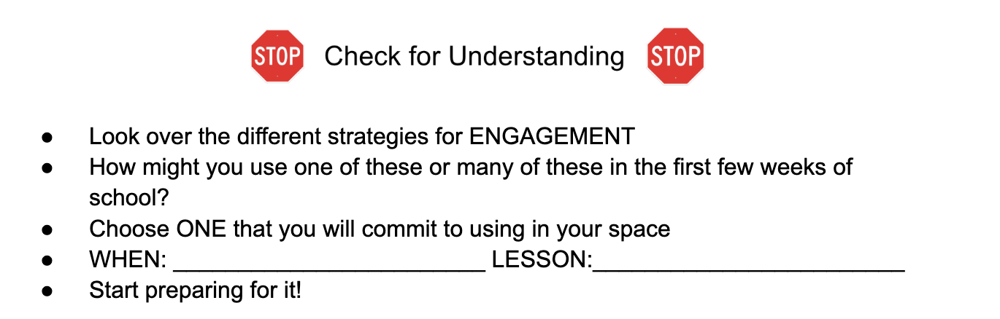 STOP Check for Understanding STOP
● Look over the different strategies for ENGAGEMENT
● How might you use one of these or many of these in the first few weeks of
school?
● Choose ONE that you will commit to using in your space
● WHEN: ________________________ LESSON:________________________
● Start preparing for it!